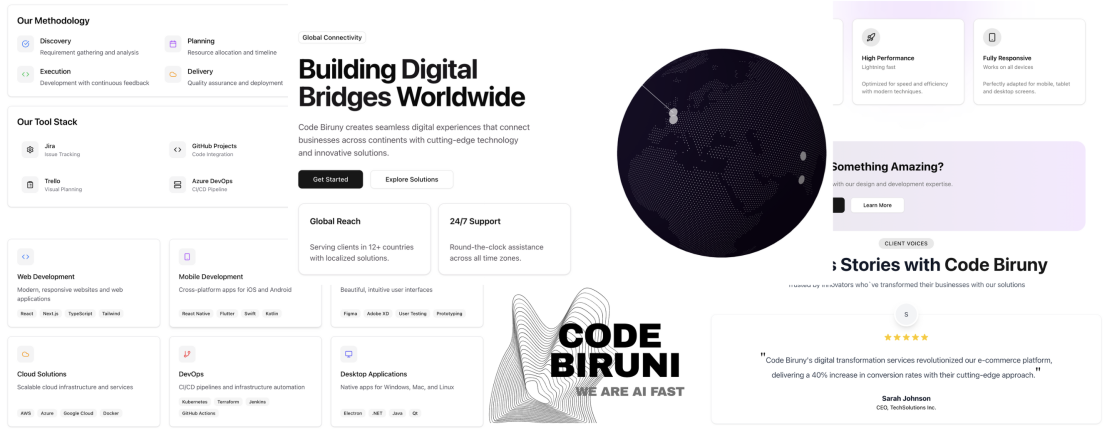 Our Methodology
Discovery
Requirement gathering and analysis
Planning
Resource allocation and timeline
Execution
Development with continuous feedback
Delivery
Quality assurance and deployment
Our Tool Stack
Jira
Issue Tracking
GitHub Projects
Code Integration
Trello
Visual Planning
Azure DevOps
CI/CD Pipeline
Web Development
Modern, responsive websites and web
applications
React Next.js TypeScript Tailwind
Mobile Development
Cross-platform apps for iOS and Android
React Native Flutter Swift Kotlin
Beautiful, intuitive user interfaces
Figma Adobe XD User Testing Prototyping
Cloud Solutions
Scalable cloud infrastructure and services
AWS Azure Google Cloud Docker
DevOps
CI/CD pipelines and infrastructure automation
Kubernetes Terraform Jenkins
GitHub Actions
Desktop Applications
Native apps for Windows, Mac, and Linux
Electron .NET Java Qt
Global Connectivity
Building Digital
Bridges Worldwide
Code Biruny creates seamless digital experiences that connect
businesses across continents with cutting-edge technology
and innovative solutions.
Get Started
Explore Solutions
Global Reach
Serving clients in 12+ countries
with localized solutions.
24/7 Support
Round-the-clock assistance
across all time zones.
CODE
BIRUNI
WE ARE AI FAST
High Performance
Lightning fast
Optimized for speed and efficiency
with modern techniques.
Fully Responsive
Works on all devices
Perfectly adapted for mobile, tablet
and desktop screens.
Something Amazing?
with our design and development expertise.
Learn More
CLIENT VOICES
s Stories with Code Biruny
Trusted by innovators who`ve transformed their businesses with our solutions
S
"Code Biruny's digital transformation services revolutionized our e-commerce platform,
delivering a 40% increase in conversion rates with their cutting-edge approach."
Sarah Johnson
CEO, TechSolutions Inc.